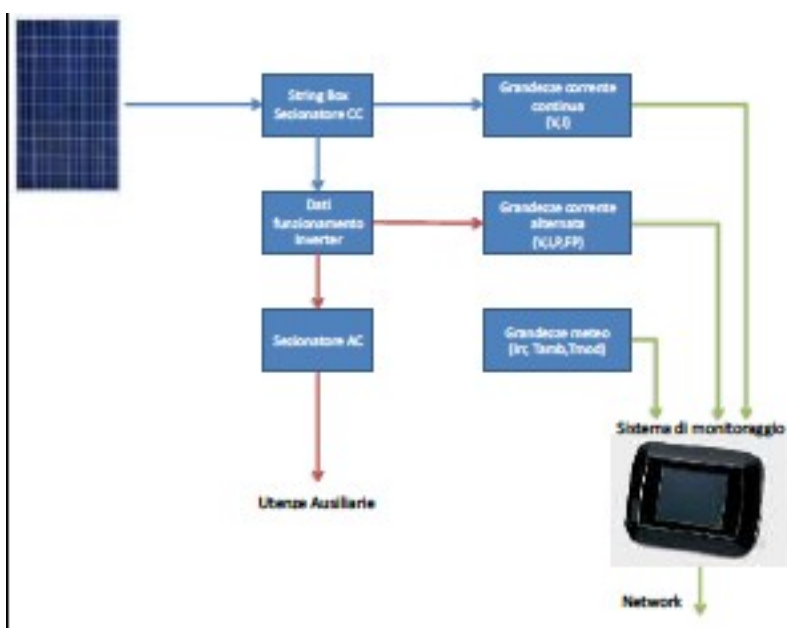 String Box
Sezionatore CC
Grandezze corrente
continua
(V,I)
Dati
funzionamento
Inverter
Grandezze corrente
alternata
(V,I,P,FP)
Sezionatore AC
Grandezze meteo
(Irr, Tamb,Tmod)
Sistema di monitoraggio
Utenze Ausiliarie
Network